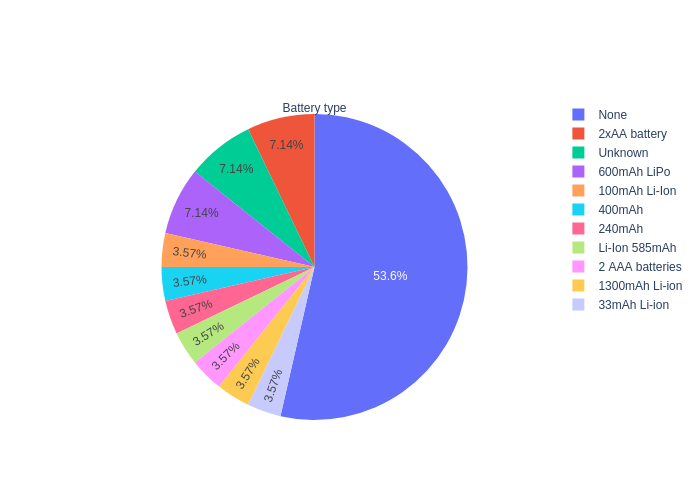 Battery type
7.14%
7.14%
7.14%
3.57%
3.57%
3.57%
3.57%
3.57%
3.57%
3.57%
53.6%
None
2xAA battery
Unknown
600mAh LiPo
100mAh Li-Ion
400mAh
240mAh
Li-Ion 585mAh
2 AAA batteries
1300mAh Li-ion
33mAh Li-ion